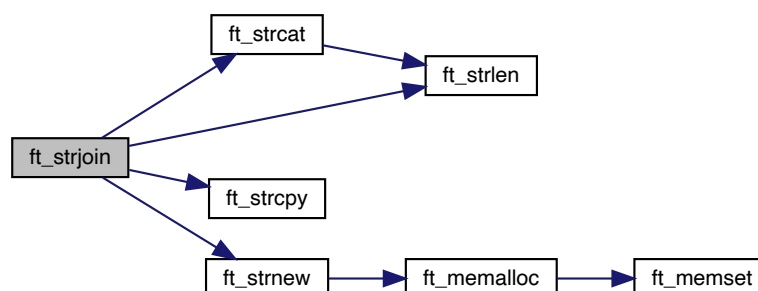 ft_strcat
ft_strlen
ft_strjoin
ft_strcpy
ft_strnew
ft_memalloc
ft_memset